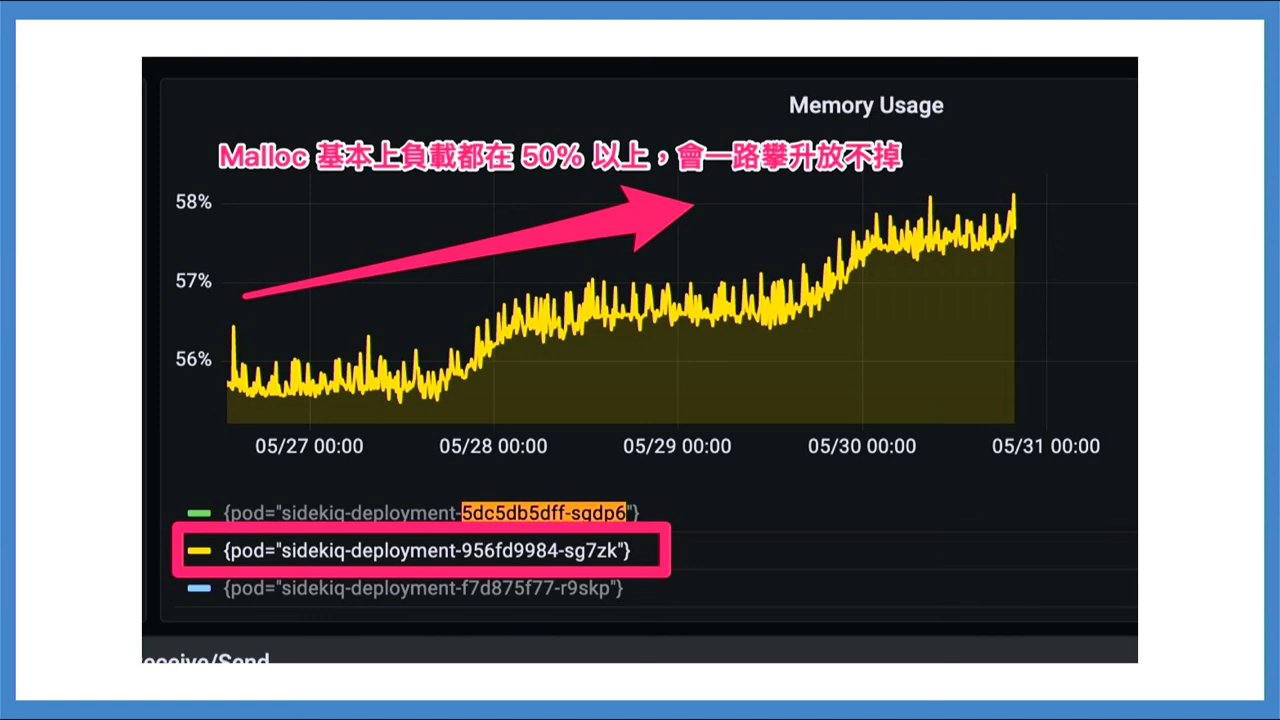 Memory Usage
Malloc 基本上負載都在 50% 以上，會一路攀升放不掉
58%
57%
56%
05/27 00:00 05/28 00:00 05/29 00:00 05/30 00:00 05/31 00:00
{pod="sidekiq-deployment-5dc5db5dff-sqdp6"}
{pod="sidekiq-deployment-956fd9984-sg7zk"}
{pod="sidekiq-deployment-f7d875f77-r9skp"}
eceive/Send